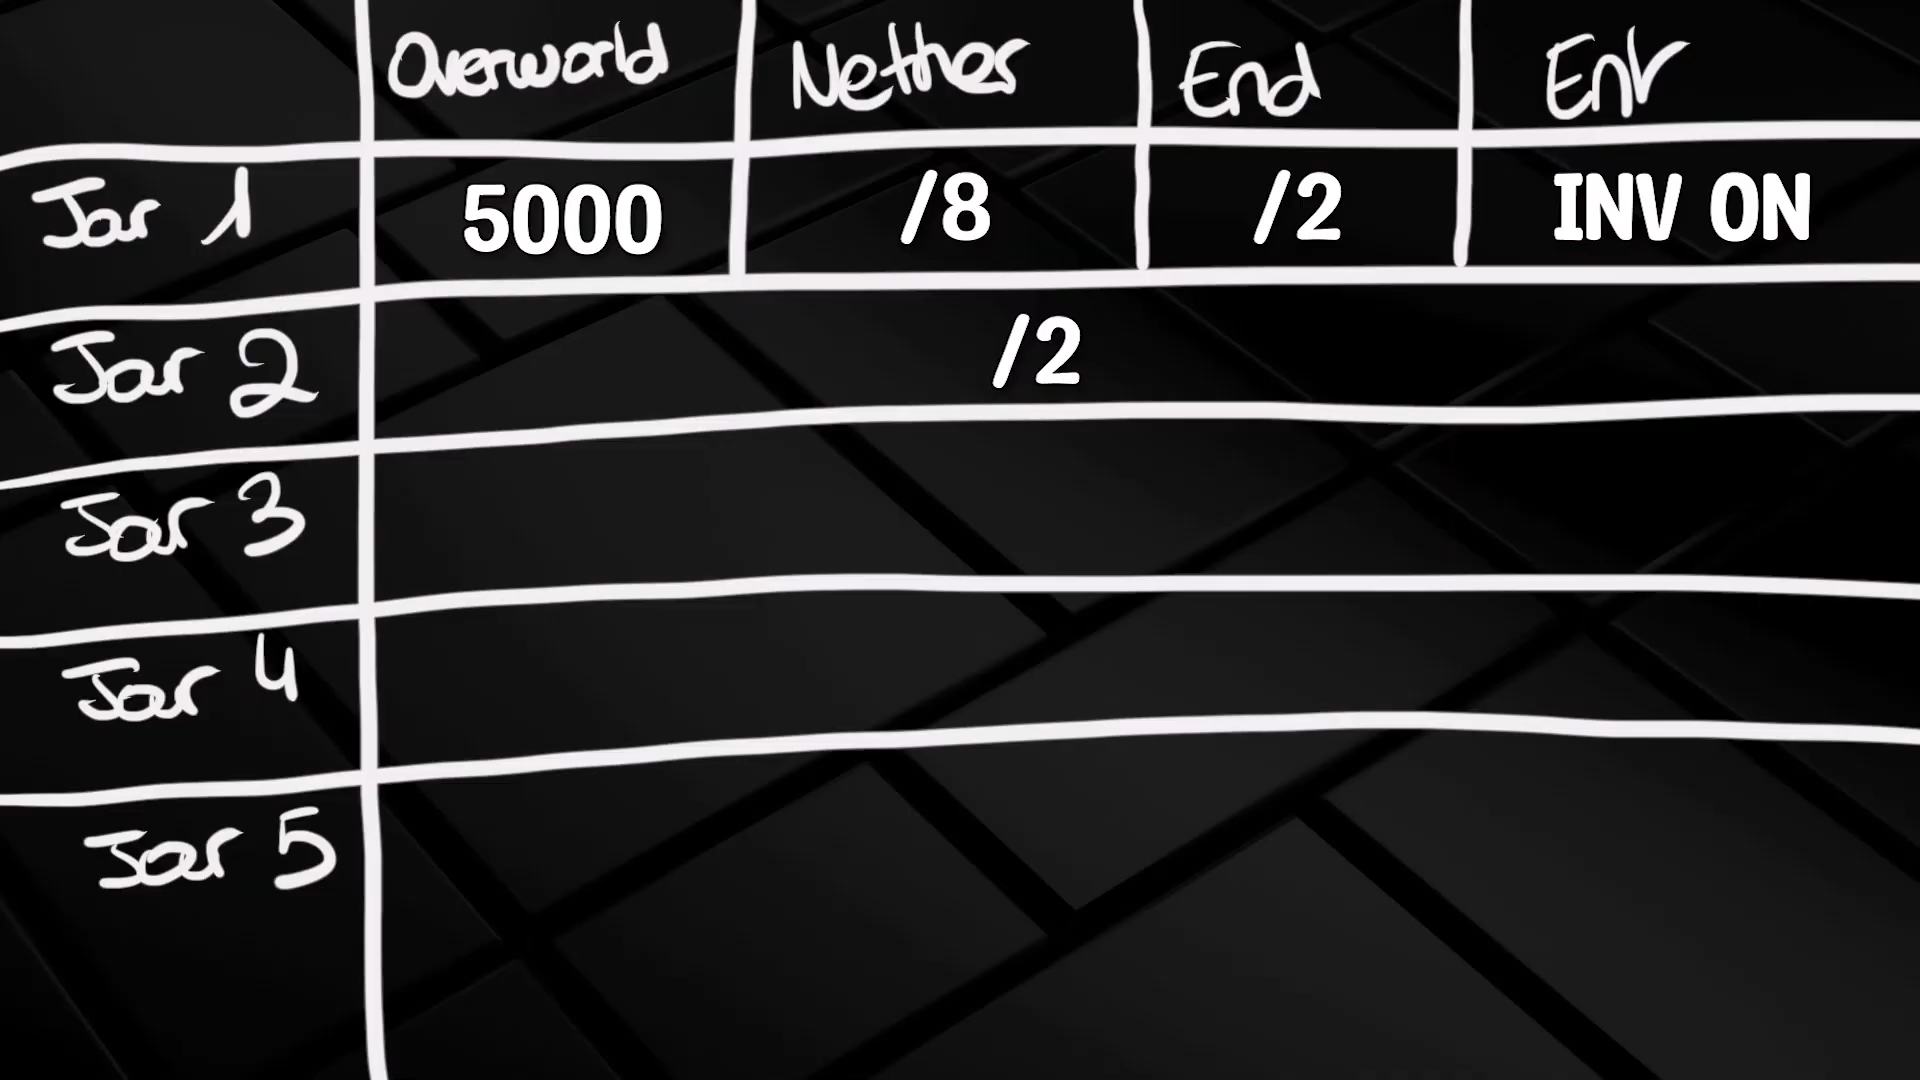 Overworld Nether End Entr
Jar 1 5000 /8 /2 INV ON
Jar 2 /2
Jar 3
Jar 4
Jar 5